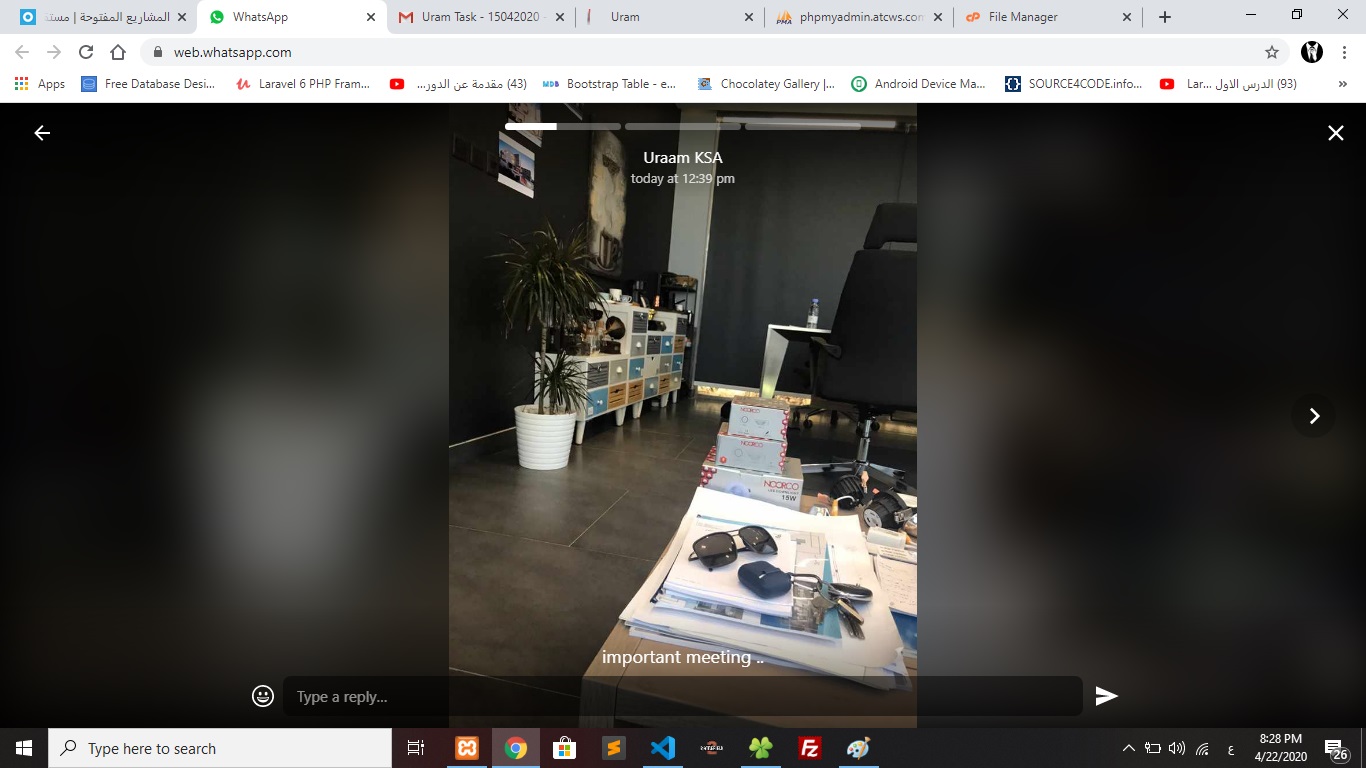 المشاريع المفتوحة | مستق
WhatsApp
Uram Task - 15042020 -
Uram
phpmyadmin.atcws.com
File Manager
web.whatsapp.com
Apps
Free Database Desi...
Laravel 6 PHP Fram...
(43) مقدمة عن الدور...
Bootstrap Table - e...
Chocolatey Gallery |...
Android Device Ma...
SOURCE4CODE.info...
(93) الدرس الاول Lar...
Uraam KSA
today at 12:39 pm
NOORCO
NOORCO
NOORCO
15W
important meeting ..
Type a reply...
Type here to search
ع
8:28 PM
4/22/2020
26